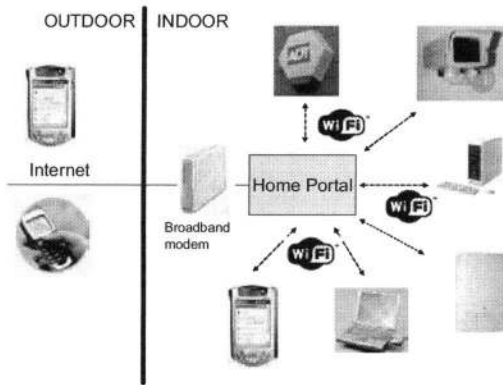 OUTDOOR
INDOOR
ADT
WiFi
Internet
Home Portal
WiFi
Broadband
modem
WiFi